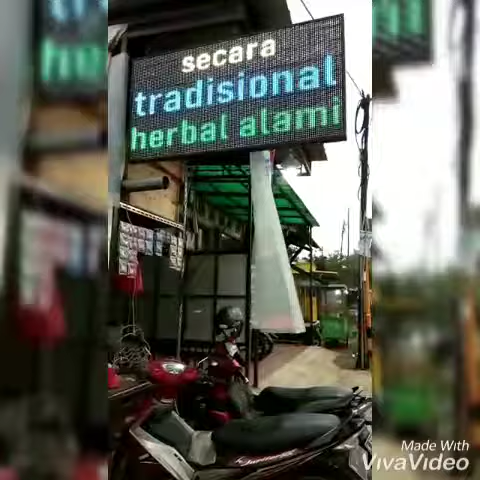 secara
tradisional
herbal alami
Made With
VivaVideo